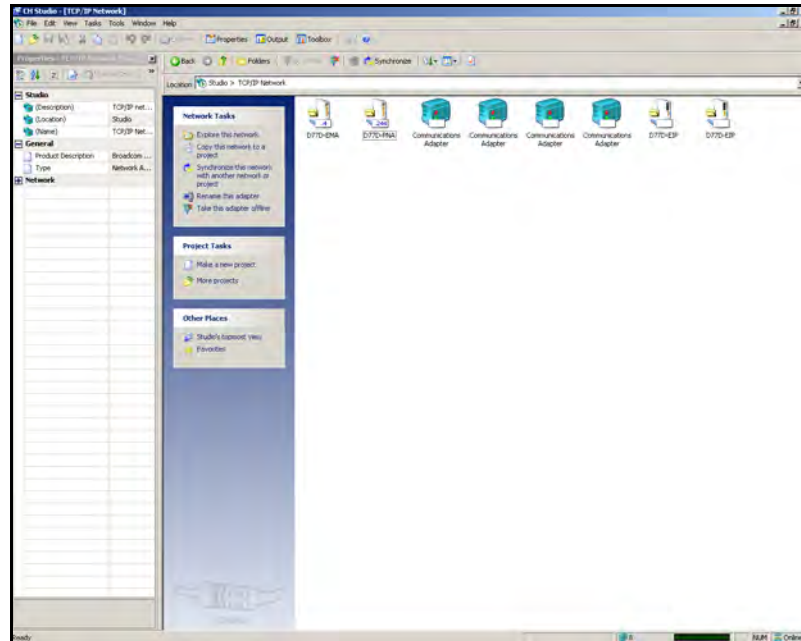 CH Studio - [TCP/IP Network]
File Edit View Tasks Tools Window Help
Properties Output Toolbox
Back Folders Synchronize
Location Studio > TCP/IP Network
Studio
(Description) TCP/IP net...
(Location) Studio
(Name) TCP/IP Net...
General
Product Description Broadcom ...
Type Network A...
Network
Network Tasks
Explore this network
Copy this network to a project
Synchronize this network with another network or project
Rename this adapter
Take this adapter offline
Project Tasks
Make a new project
More projects
Other Places
Studio's topmost view
Favorites
D77D-EMA
D77D-PNA
Communications Adapter
Communications Adapter
Communications Adapter
Communications Adapter
D77D-EIP
D77D-EIP
Ready
0 NUM Online